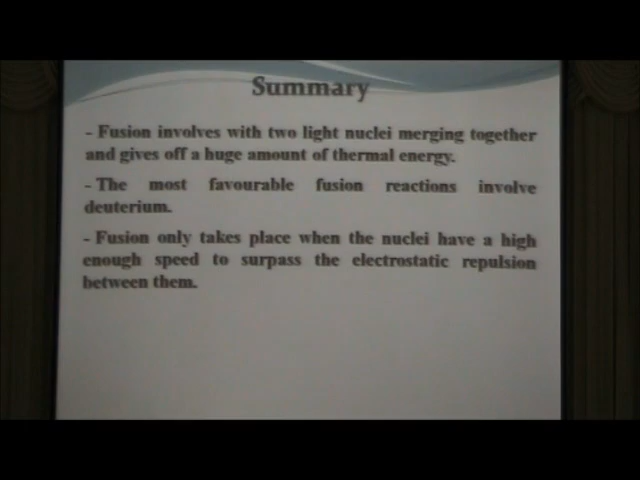 Summary
- Fusion involves with two light nuclei merging together
and gives off a huge amount of thermal energy.
- The most favourable fusion reactions involve
deuterium.
- Fusion only takes place when the nuclei have a high
enough speed to surpass the electrostatic repulsion
between them.